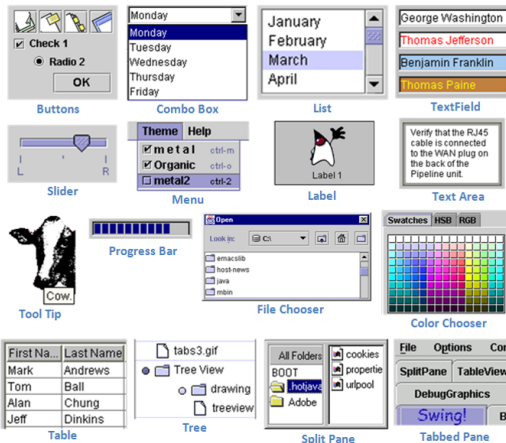 Check 1
Radio 2
OK
Buttons
Monday
Monday
Tuesday
Wednesday
Thursday
Friday
Combo Box
January
February
March
April
List
George Washington
Thomas Jefferson
Benjamin Franklin
Thomas Paine
TextField
L R
Slider
Theme Help
metal ctrl-m
Organic ctrl-o
metal2 ctrl-2
Menu
Label 1
Label
Verify that the RJ45
cable is connected
to the WAN plug on
the back of the
Pipeline unit.
Text Area
Cow.
Tool Tip
Progress Bar
Open
Look in: C:\
emacslib
host-news
java
mbin
File Chooser
Swatches HSB RGB
Color Chooser
First Na... Last Name
Mark Andrews
Tom Ball
Alan Chung
Jeff Dinkins
Table
tabs3.gif
Tree View
drawing
treeview
Tree
All Folders
BOOT
.hotjava
Adobe
cookies
propertie
urlpool
Split Pane
File Options Cor
SplitPane TableView
DebugGraphics
Swing! B
Tabbed Pane